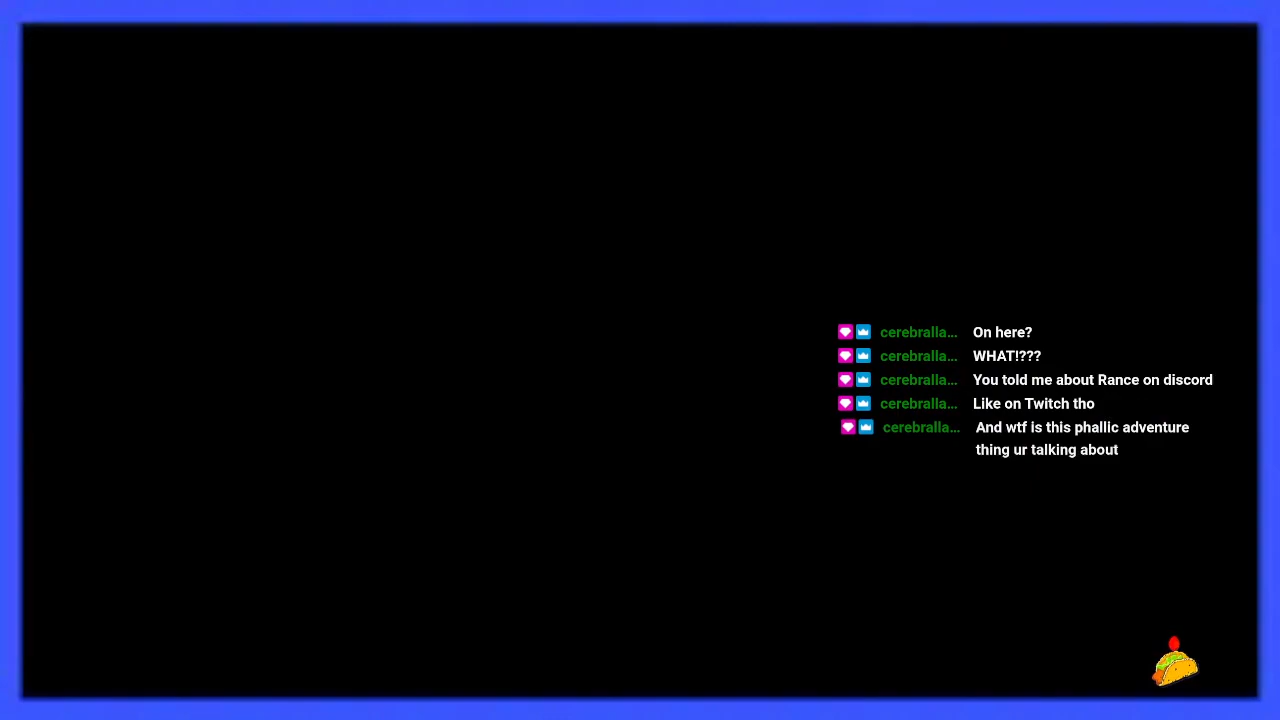 cerebralla... On here?
cerebralla... WHAT!???
cerebralla... You told me about Rance on discord
cerebralla... Like on Twitch tho
cerebralla... And wtf is this phallic adventure
thing ur talking about